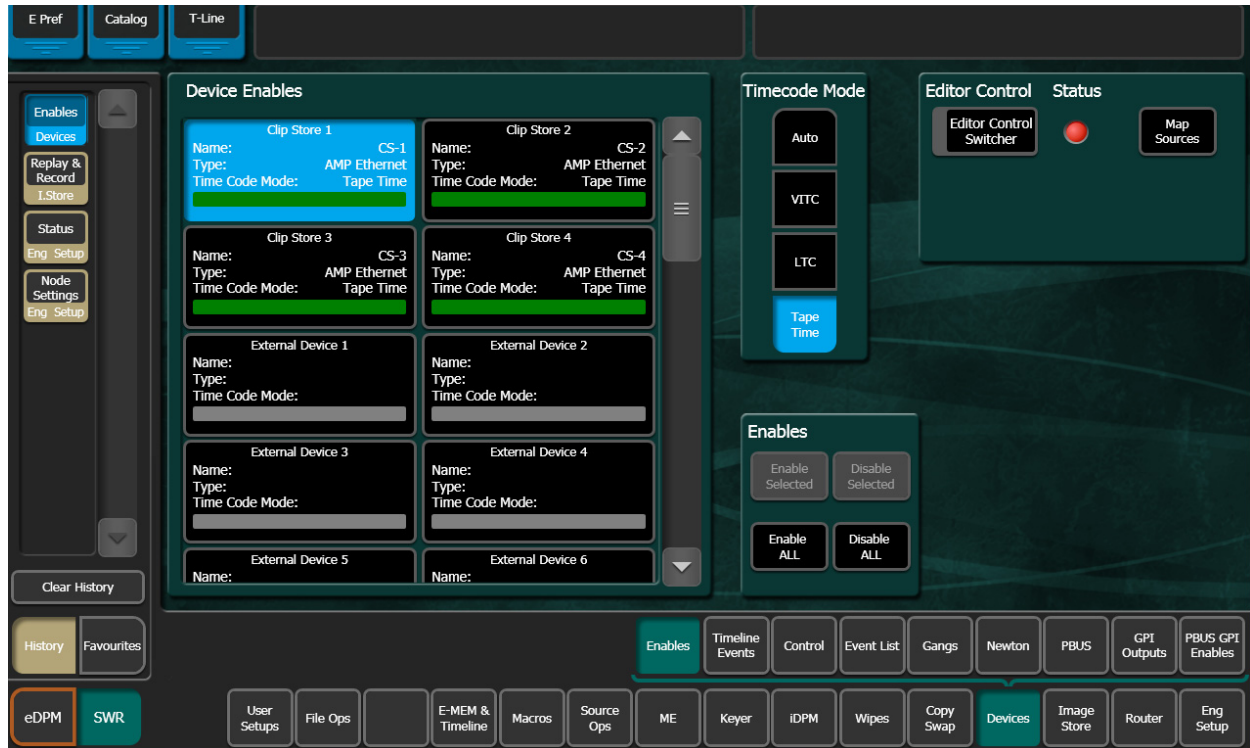 E Pref
Catalog
T-Line
Enables
Devices
Replay &
Record
I.Store
Status
Eng Setup
Node
Settings
Eng Setup
Clear History
History
Favourites
Device Enables
Clip Store 1
Name: CS-1
Type: AMP Ethernet
Time Code Mode: Tape Time
Clip Store 2
Name: CS-2
Type: AMP Ethernet
Time Code Mode: Tape Time
Clip Store 3
Name: CS-3
Type: AMP Ethernet
Time Code Mode: Tape Time
Clip Store 4
Name: CS-4
Type: AMP Ethernet
Time Code Mode: Tape Time
External Device 1
Name:
Type:
Time Code Mode:
External Device 2
Name:
Type:
Time Code Mode:
External Device 3
Name:
Type:
Time Code Mode:
External Device 4
Name:
Type:
Time Code Mode:
External Device 5
Name:
External Device 6
Name:
Timecode Mode
Auto
VITC
LTC
Tape
Time
Editor Control
Status
Editor Control
Switcher
Map
Sources
Enables
Enable
Selected
Disable
Selected
Enable
ALL
Disable
ALL
Enables
Timeline
Events
Control
Event List
Gangs
Newton
PBUS
GPI
Outputs
PBUS GPI
Enables
eDPM
SWR
User
Setups
File Ops
E-MEM &
Timeline
Macros
Source
Ops
ME
Keyer
iDPM
Wipes
Copy
Swap
Devices
Image
Store
Router
Eng
Setup